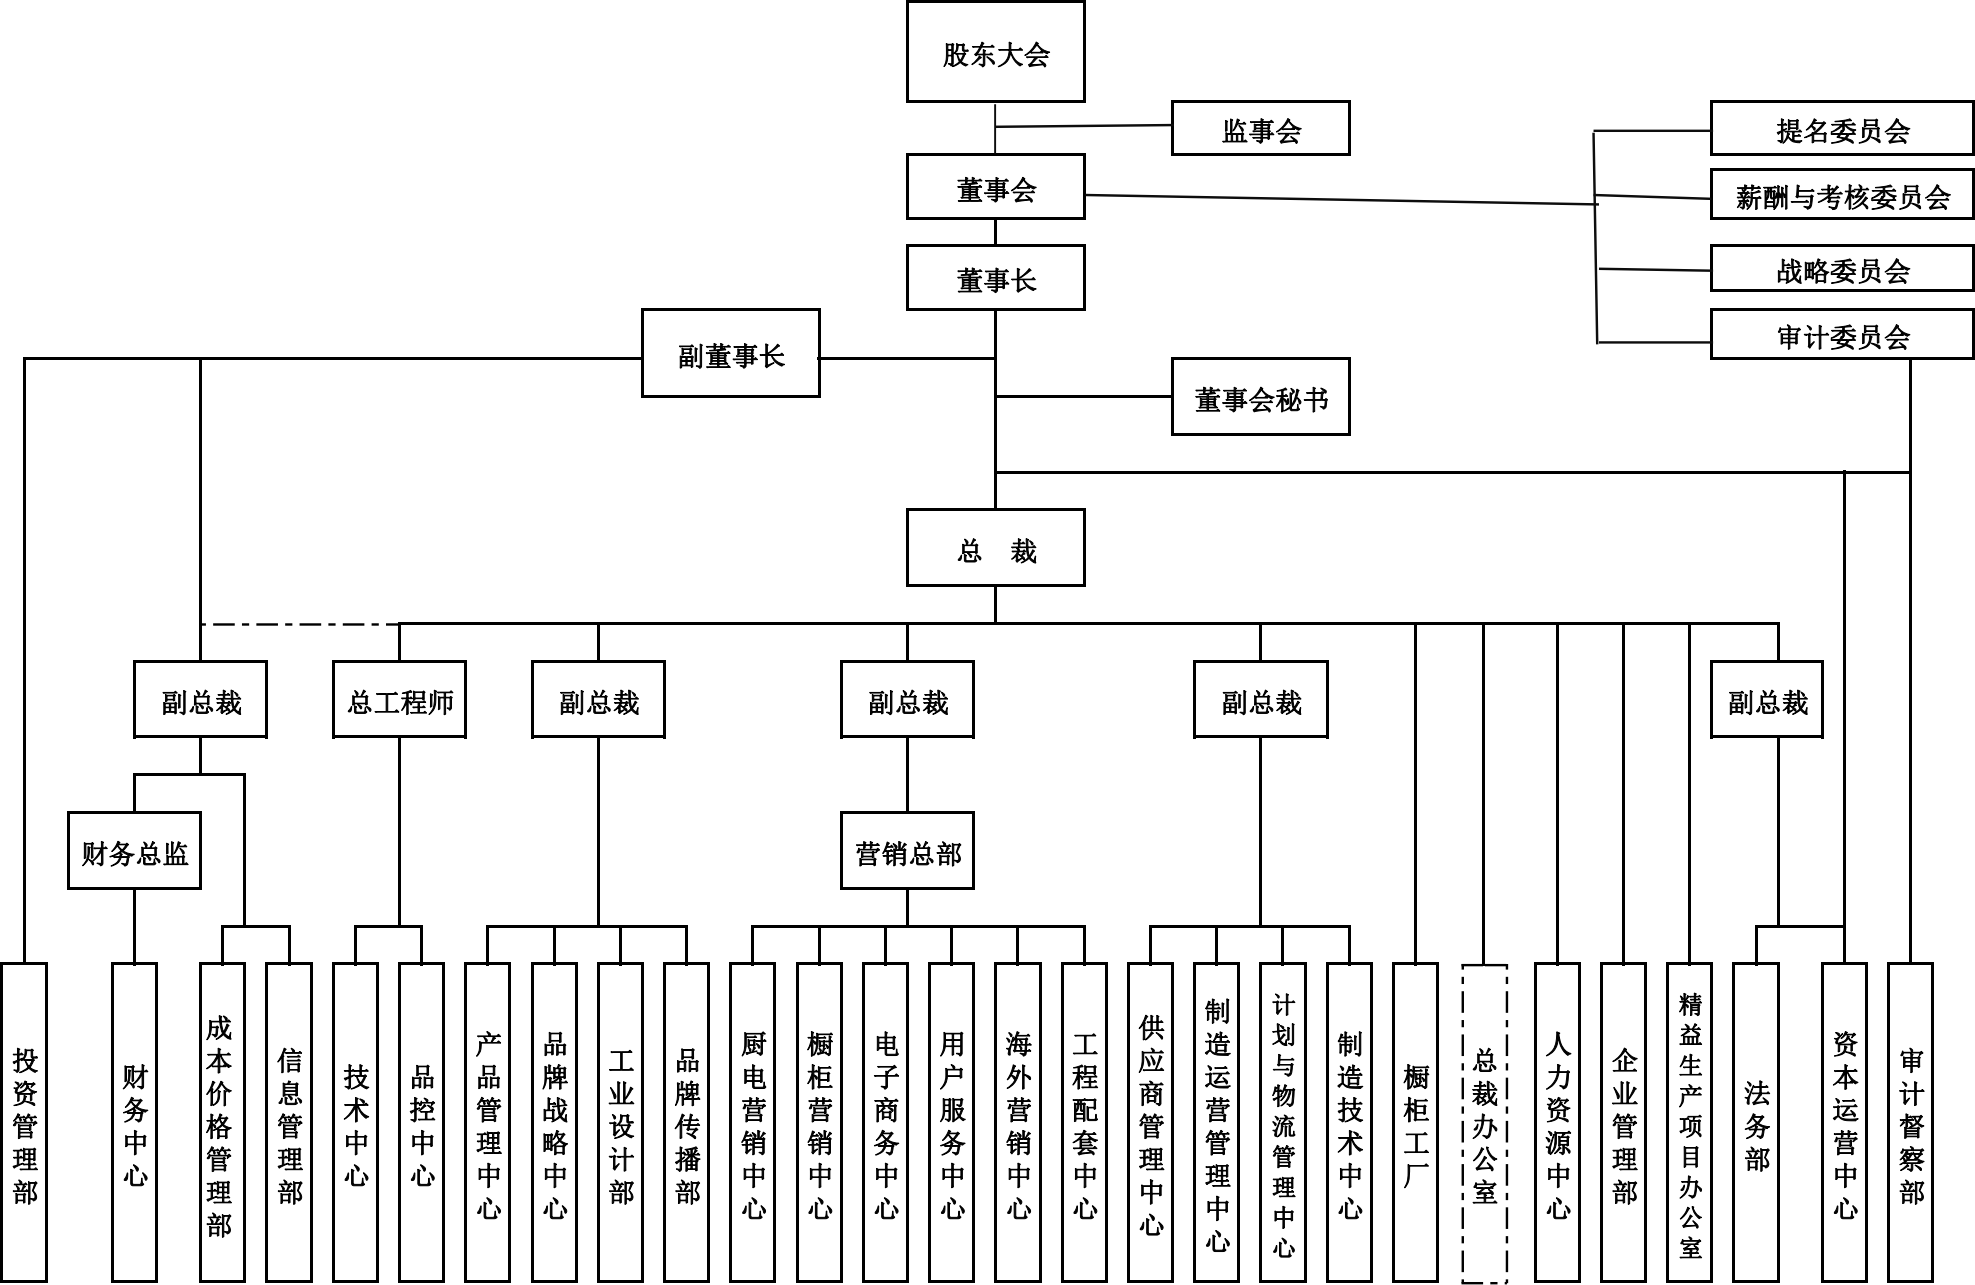 股东大会
监事会
提名委员会
董事会
薪酬与考核委员会
董事长
战略委员会
审计委员会
副董事长
董事会秘书
总 裁
副总裁
总工程师
副总裁
副总裁
副总裁
副总裁
财务总监
营销总部
投资管理部
财务中心
成本价格管理部
信息管理部
技术中心
品控中心
产品管理中心
品牌战略中心
工业设计部
品牌传播部
厨电营销中心
橱柜营销中心
电子商务中心
用户服务中心
海外营销中心
工程配套中心
供应商管理中心
制造运营管理中心
计划与物流管理中心
制造技术中心
橱柜工厂
总裁办公室
人力资源中心
企业管理部
精益生产项目办公室
法务部
资本运营中心
审计督察部